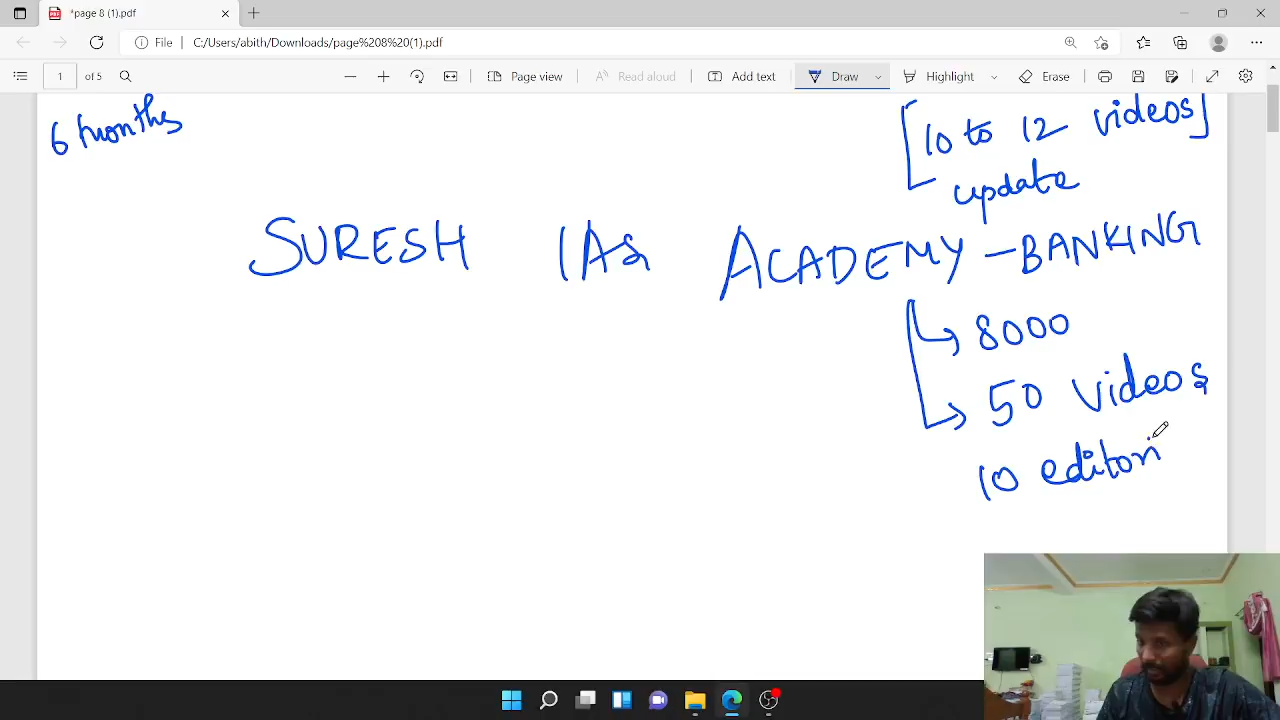 *page 8 (1).pdf
File C:/Users/abith/Downloads/page%208%20(1).pdf
1 of 5 Page view Read aloud Add text Draw Highlight Erase
6 months
[10 to 12 videos]
update
SURESH IAS ACADEMY - BANKING
→ 8000
→ 50 videos
10 editori